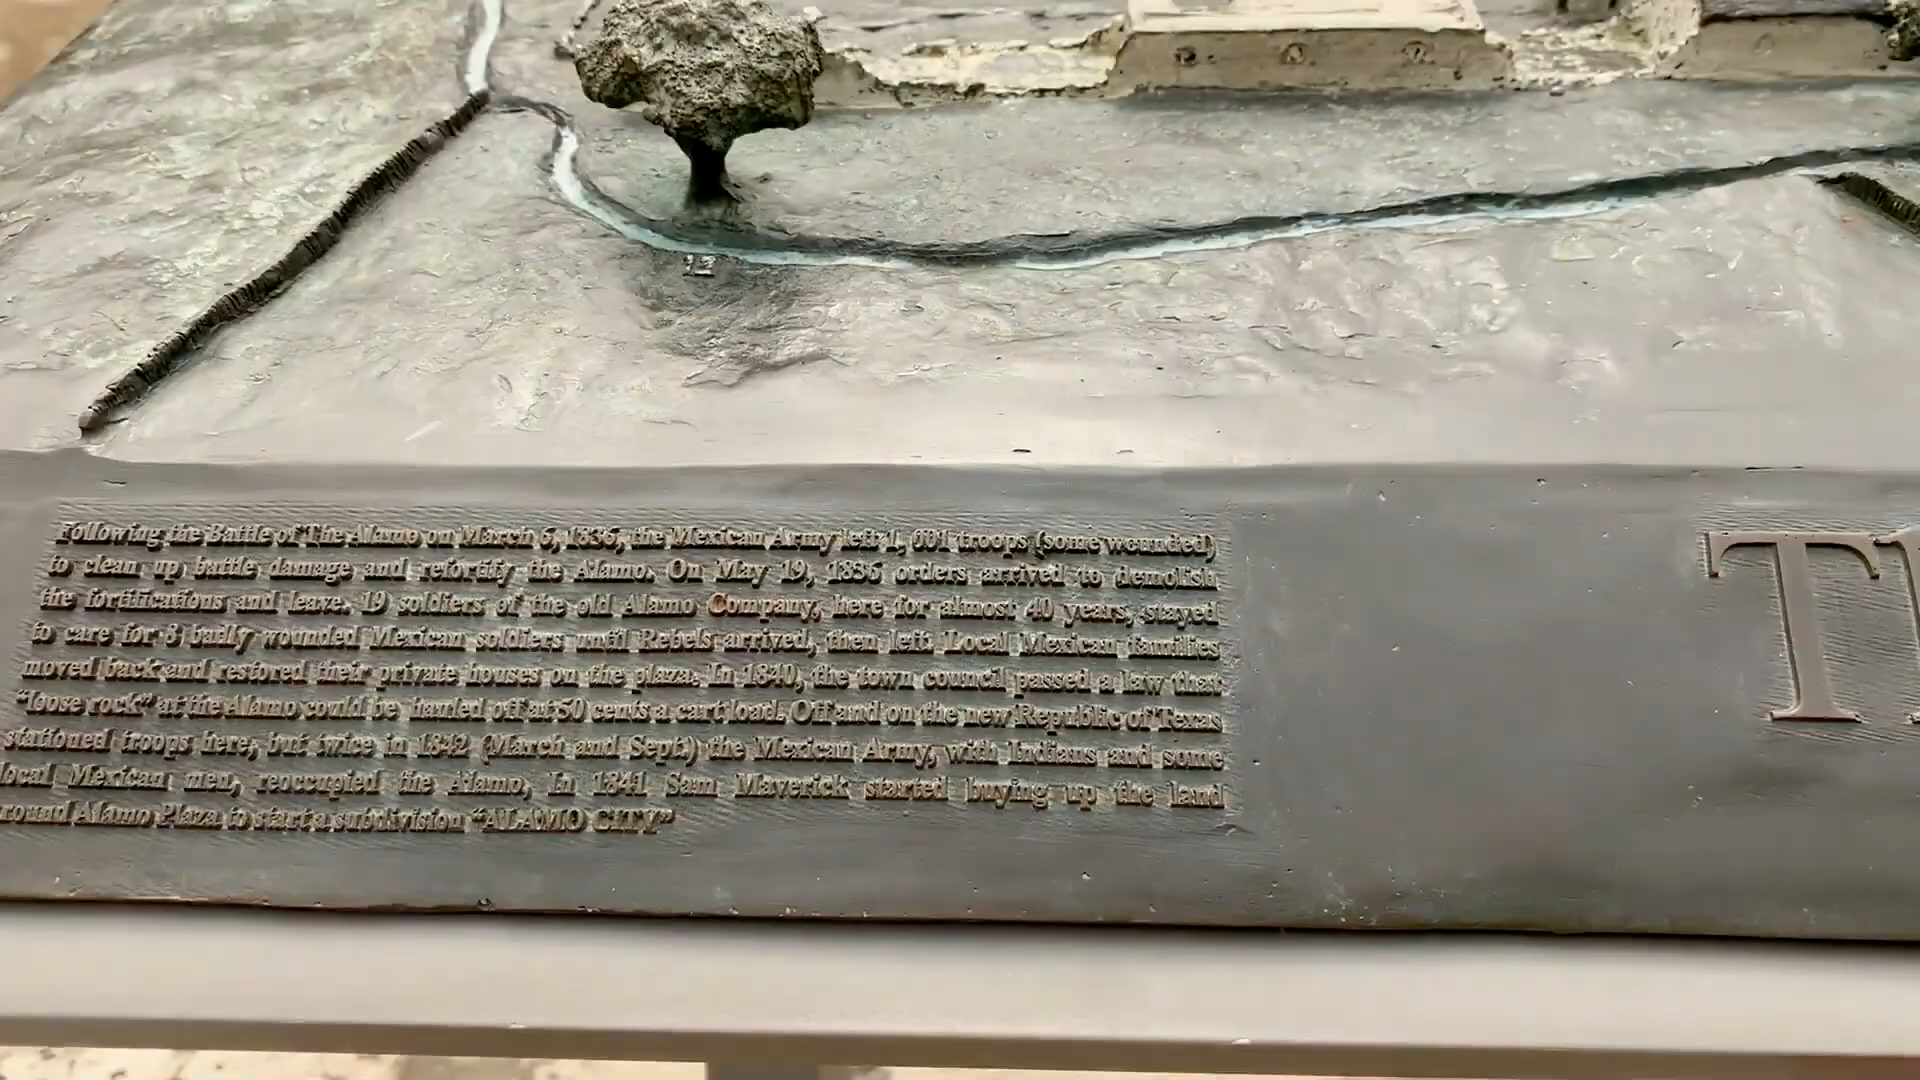 Following the Battle of The Alamo on March 6, 1836, the Mexican Army left 1, 001 troops (some wounded)
to clean up battle damage and refortify the Alamo. On May 19, 1836 orders arrived to demolish
the fortifications and leave. 19 soldiers of the old Alamo Company, here for almost 40 years, stayed
to care for 8 badly wounded Mexican soldiers until Rebels arrived, then left. Local Mexican families
moved back and restored their private houses on the plaza. In 1840, the town council passed a law that
"loose rock" at the Alamo could be hauled off at 50 cents a cart load. Off and on the new Republic of Texas
stationed troops here, but twice in 1842 (March and Sept.) the Mexican Army, with Indians and some
local Mexican men, reoccupied the Alamo, In 1841 Sam Maverick started buying up the land
round Alamo Plaza to start a subdivision "ALAMO CITY"
T